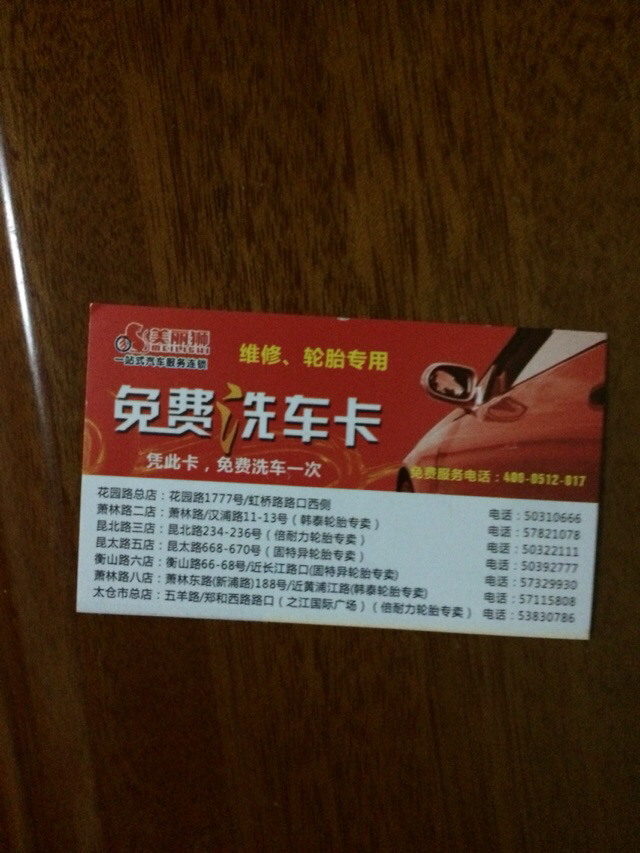 美丽狮
MEILISHI
一站式汽车服务连锁
维修、轮胎专用
免费洗车卡
凭此卡，免费洗车一次
免费服务电话：400-0512-017
花园路总店：花园路1777号/虹桥路路口西侧 电话：50310666
萧林路二店：萧林路/汉浦路11-13号（韩泰轮胎专卖） 电话：57821078
昆北路三店：昆北路234-236号（倍耐力轮胎专卖） 电话：50322111
昆太路五店：昆太路668-670号（固特异轮胎专卖） 电话：50392777
衡山路六店：衡山路66-68号/近长江路口(固特异轮胎专卖) 电话：57329930
萧林路八店：萧林东路(新浦路)188号/近黄浦江路(韩泰轮胎专卖) 电话：57115808
太仓市总店：五羊路/郑和西路路口（之江国际广场）（倍耐力轮胎专卖） 电话：53830786